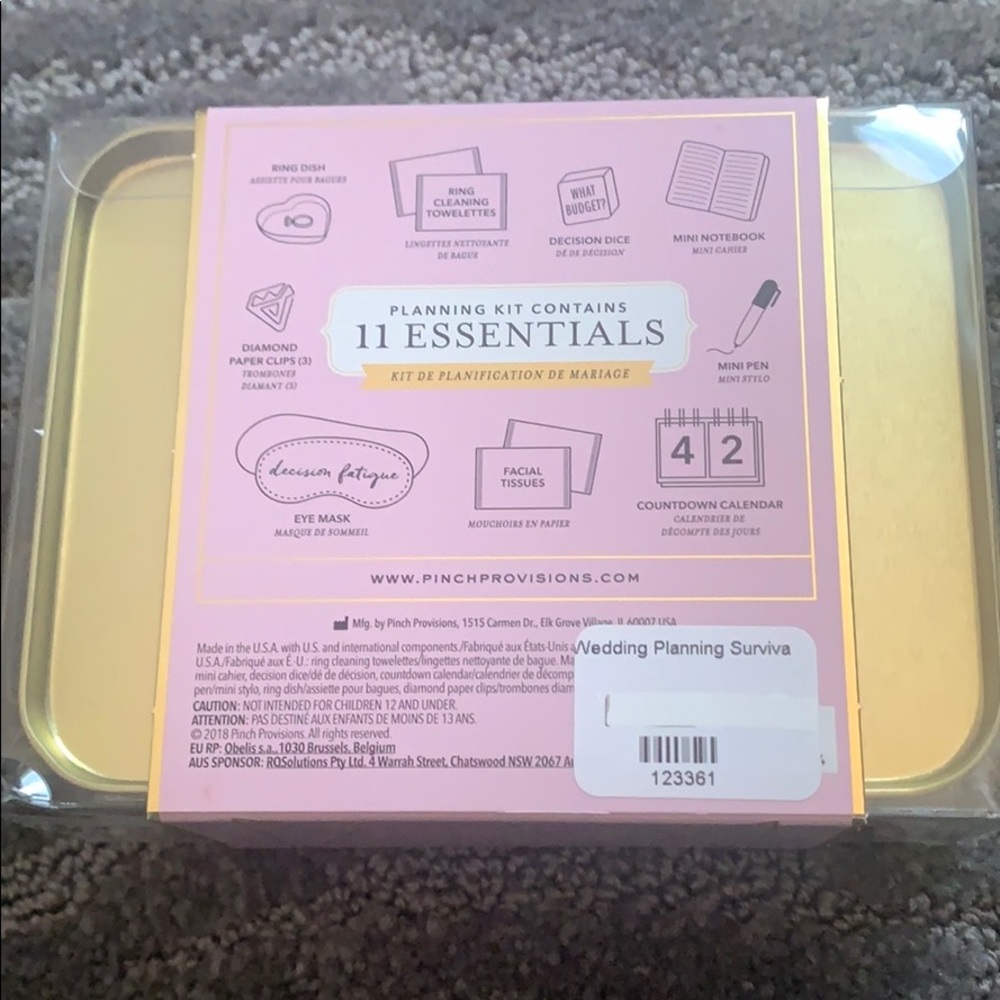 RING DISH
ASSIETTE POUR BAGUES
RING
CLEANING
TOWELETTES
LINGETTES NETTOYANTE
DE BAGUE
WHAT
BUDGET?
DECISION DICE
DÉ DE DÉCISION
MINI NOTEBOOK
MINI CAHIER
DIAMOND
PAPER CLIPS (3)
TROMBONES
DIAMANT (3)
PLANNING KIT CONTAINS
11 ESSENTIALS
KIT DE PLANIFICATION DE MARIAGE
MINI PEN
MINI STYLO
decision fatigue
EYE MASK
MASQUE DE SOMMEIL
FACIAL
TISSUES
MOUCHOIRS EN PAPIER
4 2
COUNTDOWN CALENDAR
CALENDRIER DE
DÉCOMPTE DES JOURS
WWW.PINCHPROVISIONS.COM
Mfg. by Pinch Provisions, 1515 Carmen Dr., Elk Grove Village, IL 60007 USA
Made in the U.S.A. with U.S. and international components./Fabriqué aux États-Unis
U.S.A./Fabriqué aux É.-U.: ring cleaning towelettes/lingettes nettoyante de bague.
mini cahier, decision dice/dé de décision, countdown calendar/calendrier de décomp
pen/mini stylo, ring dish/assiette pour bagues, diamond paper clips/trombones diam
CAUTION: NOT INTENDED FOR CHILDREN 12 AND UNDER.
ATTENTION: PAS DESTINÉ AUX ENFANTS DE MOINS DE 13 ANS.
© 2018 Pinch Provisions. All rights reserved.
EU RP: Obelis s.a., 1030 Brussels, Belgium
AUS SPONSOR: RQSolutions Pty Ltd. 4 Warrah Street, Chatswood NSW 2067
Wedding Planning Surviva
123361